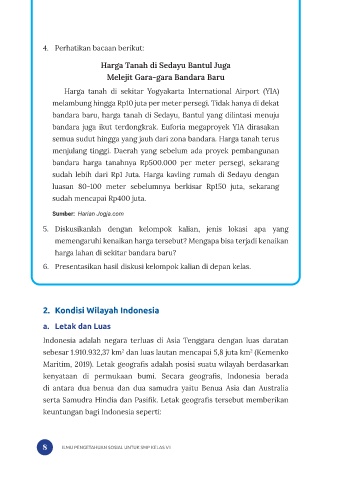 4. Perhatikan bacaan berikut:
Harga Tanah di Sedayu Bantul Juga
Melejit Gara-gara Bandara Baru
Harga tanah di sekitar Yogyakarta International Airport (YIA)
melambung hingga Rp10 juta per meter persegi. Tidak hanya di dekat
bandara baru, harga tanah di Sedayu, Bantul yang dilintasi menuju
bandara juga ikut terdongkrak. Euforia megaproyek YIA dirasakan
semua sudut hingga yang jauh dari zona bandara. Harga tanah terus
menjulang tinggi. Daerah yang sebelum ada proyek pembangunan
bandara harga tanahnya Rp500.000 per meter persegi, sekarang
sudah lebih dari Rp1 Juta. Harga kavling rumah di Sedayu dengan
luasan 80-100 meter sebelumnya berkisar Rp150 juta, sekarang
sudah mencapai Rp400 juta.
Sumber: Harian Jogja.com
5. Diskusikanlah dengan kelompok kalian, jenis lokasi apa yang
memengaruhi kenaikan harga tersebut? Mengapa bisa terjadi kenaikan
harga lahan di sekitar bandara baru?
6. Presentasikan hasil diskusi kelompok kalian di depan kelas.
2. Kondisi Wilayah Indonesia
a. Letak dan Luas
Indonesia adalah negara terluas di Asia Tenggara dengan luas daratan
sebesar 1.910.932,37 km² dan luas lautan mencapai 5,8 juta km² (Kemenko
Maritim, 2019). Letak geografis adalah posisi suatu wilayah berdasarkan
kenyataan di permukaan bumi. Secara geografis, Indonesia berada
di antara dua benua dan dua samudra yaitu Benua Asia dan Australia
serta Samudra Hindia dan Pasifik. Letak geografis tersebut memberikan
keuntungan bagi Indonesia seperti:
8 ILMU PENGETAHUAN SOSIAL UNTUK SMP KELAS VII